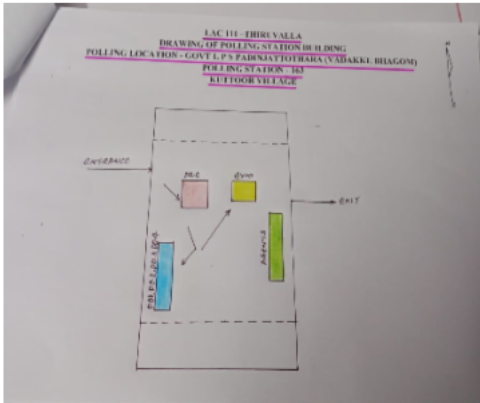 LAC 111 - THIRUVALLA
DRAWING OF POLLING STATION BUILDING
POLLING LOCATION - GOVT L P S PADINJATTOTHARA (VADAKKE BHAGOM)
POLLING STATION - 163
KUTTOOR VILLAGE
ENTRANCE
EVM
EXIT
AGENTS